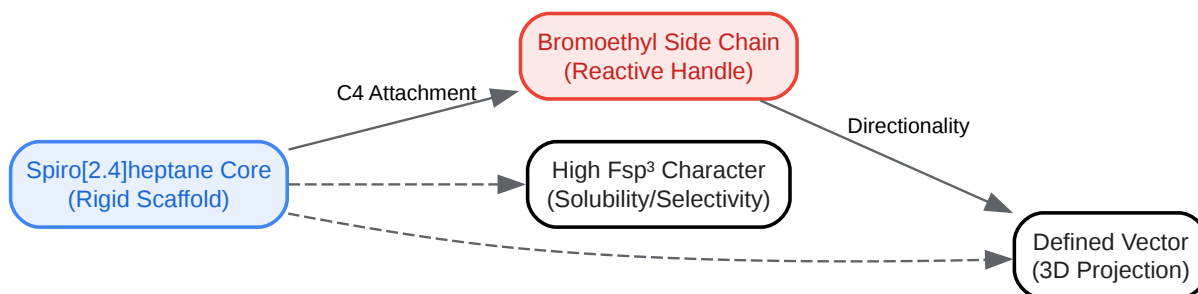 Bromoethyl Side Chain
(Reactive Handle)
C4 Attachment
Directionality
Spiro[2.4]heptane Core
(Rigid Scaffold)
High Fsp³ Character
(Solubility/Selectivity)
Defined Vector
(3D Projection)